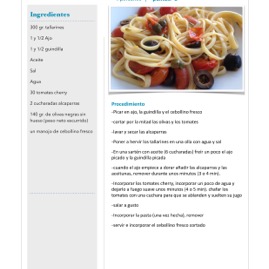 Ingredientes
300 gr tallarines
1 y 1/2 Ajo
1 y 1/2 guindilla
Aceite
Sal
Agua
30 tomates cherry
2 cucharadas alcaparras
140 gr. de olivas negras sin
hueso (peso neto escurrido)
un manojo de cebollino fresco
Procedimiento
-Picar en ajo, la guindilla y el cebollino fresco
-cortar por la mitad las olivas y los tomates
-lavar y secar las alcaparras
-Poner a hervir los tallarines en una olla con agua y sal
-En una sartén con aceite (6 cucharadas) freír un poco el ajo
picado y la guindilla picada
-cuando el ajo empiece a dorar añadir las alcaparras y las
aceitunas, remover durante unos minutos (3 o 4 min).
-Incorporar los tomates cherry, incorporar un poco de agua y
dejarlo a fuego suave unos minutos (4 a 5 min). chafar los
tomates con una cuchara para que se ablanden y suelten su jugo
-salar a gusto
-Incorporar la pasta (una vez hecha), remover
-servir e incorporar el cebollino fresco cortado